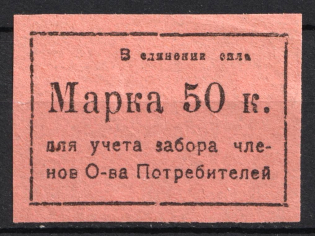 В единении сила
Марка 50 к.
для учета забора чле-
нов О-ва Потребителей